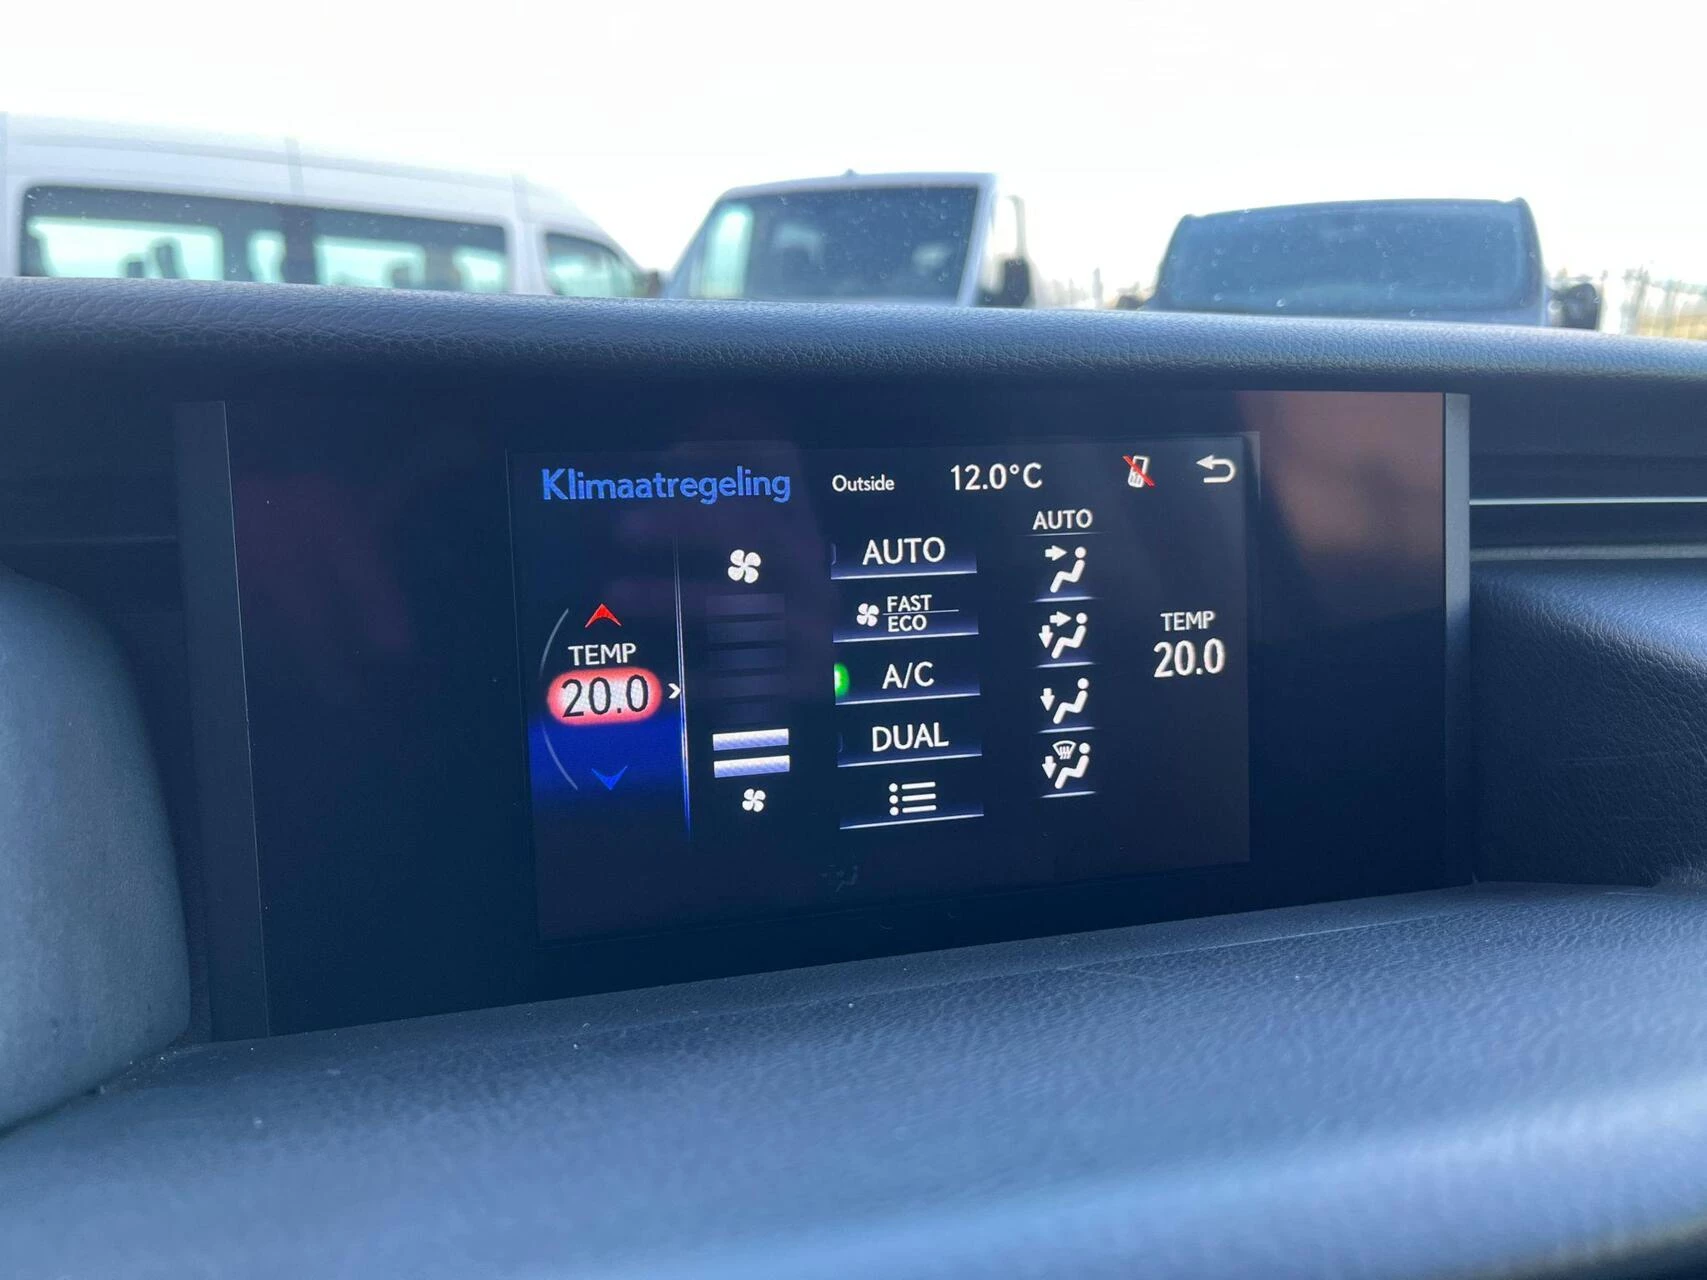 Klimaatregeling
Outside 12.0°C
AUTO
AUTO
FAST
ECO
TEMP
20.0
A/C
DUAL
TEMP
20.0